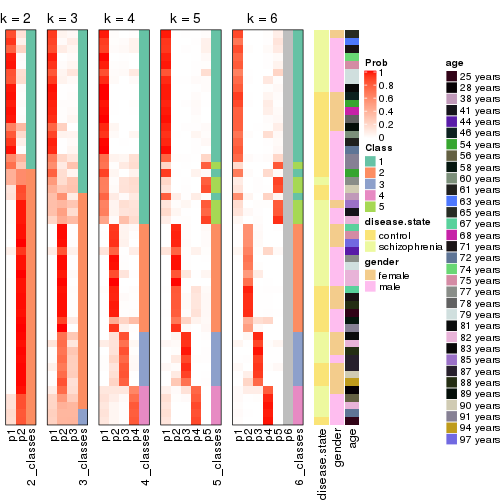 k = 2 k = 3 k = 4 k = 5 k = 6
Prob
1
0.8
0.6
0.4
0.2
0
Class
1
2
3
4
5
disease.state
control
schizophrenia
gender
female
male
age
25 years
28 years
38 years
41 years
44 years
46 years
54 years
56 years
58 years
60 years
61 years
63 years
65 years
67 years
68 years
71 years
72 years
74 years
75 years
77 years
78 years
79 years
81 years
82 years
83 years
85 years
87 years
88 years
89 years
90 years
91 years
94 years
97 years
p1
p2
2_classes
p1
p2
p3
3_classes
p1
p2
p3
p4
4_classes
p1
p2
p3
p4
p5
5_classes
p1
p2
p3
p4
p5
p6
6_classes
disease.state
gender
age